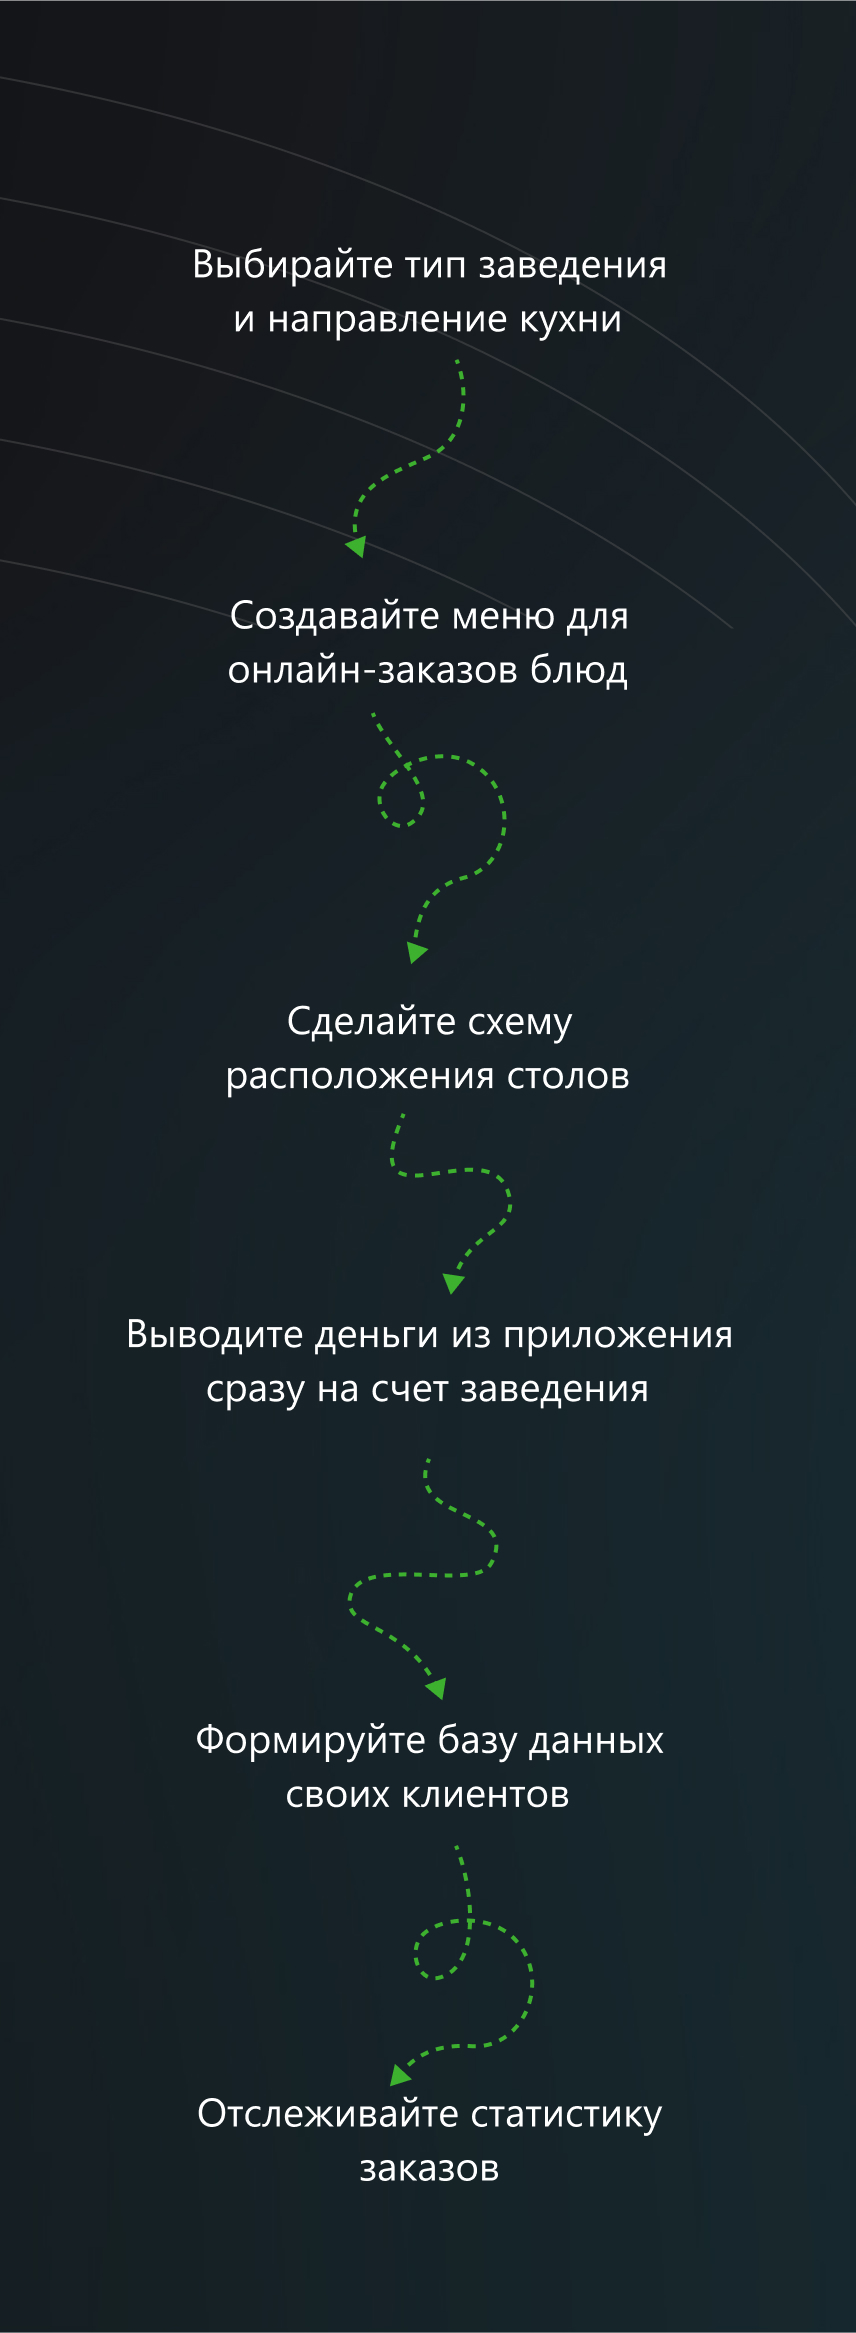 Выбирайте тип заведения
и направление кухни
Создавайте меню для
онлайн-заказов блюд
Сделайте схему
расположения столов
Выводите деньги из приложения
сразу на счет заведения
Формируйте базу данных
своих клиентов
Отслеживайте статистику
заказов